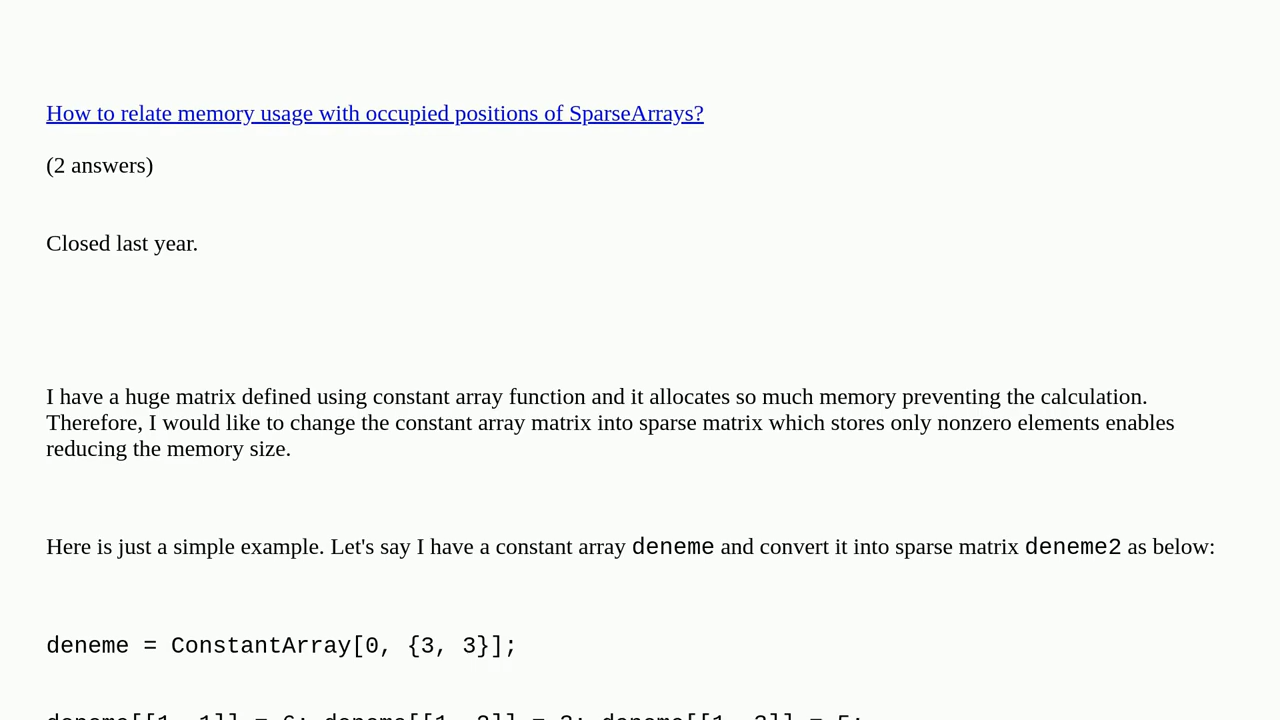 How to relate memory usage with occupied positions of SparseArrays?
(2 answers)
Closed last year.
I have a huge matrix defined using constant array function and it allocates so much memory preventing the calculation.
Therefore, I would like to change the constant array matrix into sparse matrix which stores only nonzero elements enables
reducing the memory size.
Here is just a simple example. Let's say I have a constant array deneme and convert it into sparse matrix deneme2 as below:
deneme = ConstantArray[0, {3, 3}];